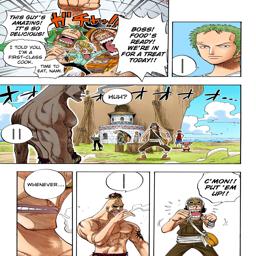 THIS GUY'S
AMAZING!
IT'S SO
DELICIOUS!
I TOLD YOU,
I'M A
FIRST-CLASS
COOK.
TIME TO
EAT, NAMI.
BOSS!
FOOD'S
READY!
WE'RE IN
FOR A TREAT
TODAY!!
HUH?
WHENEVER...
C'MON!!
PUT 'EM
UP!!